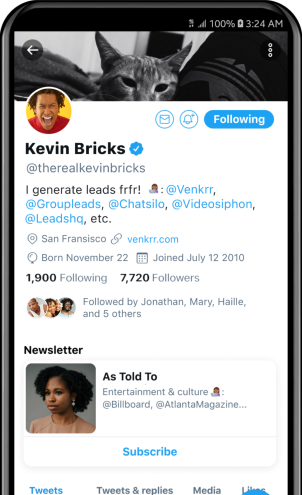 100% 3:24 AM
Following
Kevin Bricks
@therealkevinbricks
I generate leads frfr! : @Venkrr,
@Groupleads, @Chatsilo, @Videosiphon,
@Leadshq, etc.
San Fransisco venkrr.com
Born November 22 Joined July 12 2010
1,900 Following 7,720 Followers
Followed by Jonathan, Mary, Haille,
and 5 others
Newsletter
As Told To
Entertainment & culture :
@Billboard, @AtlantaMagazine...
Subscribe
Tweets Tweets & replies Media Likes